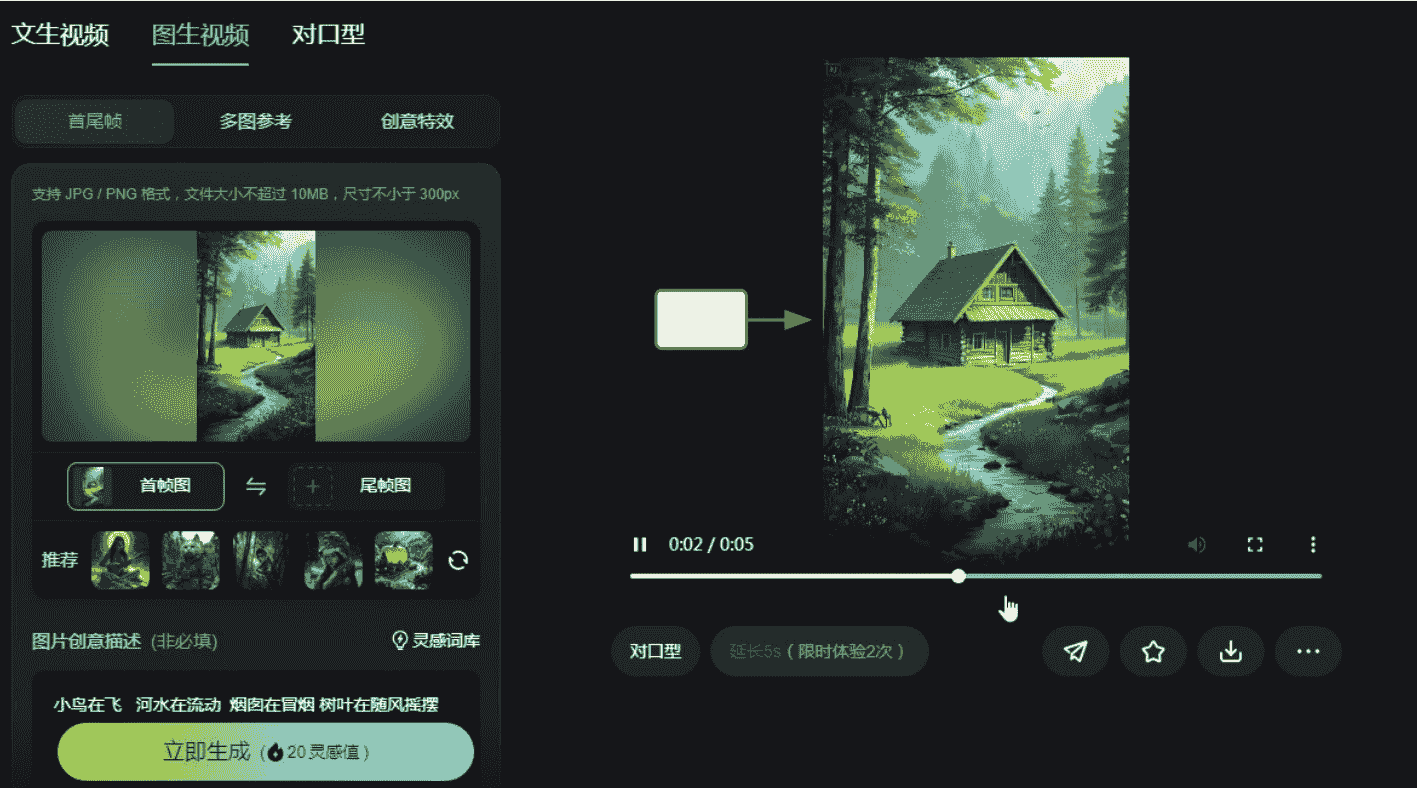 文生视频 图生视频 对口型
首尾帧 多图参考 创意特效
支持 JPG / PNG 格式，文件大小不超过 10MB，尺寸不小于 300px
首帧图 尾帧图
推荐
图片创意描述 (非必填) 灵感词库
小鸟在飞 河水在流动 烟囱在冒烟 树叶在随风摇摆
立即生成 (20 灵感值)
0:02 / 0:05
对口型 延长5s（限时体验2次）